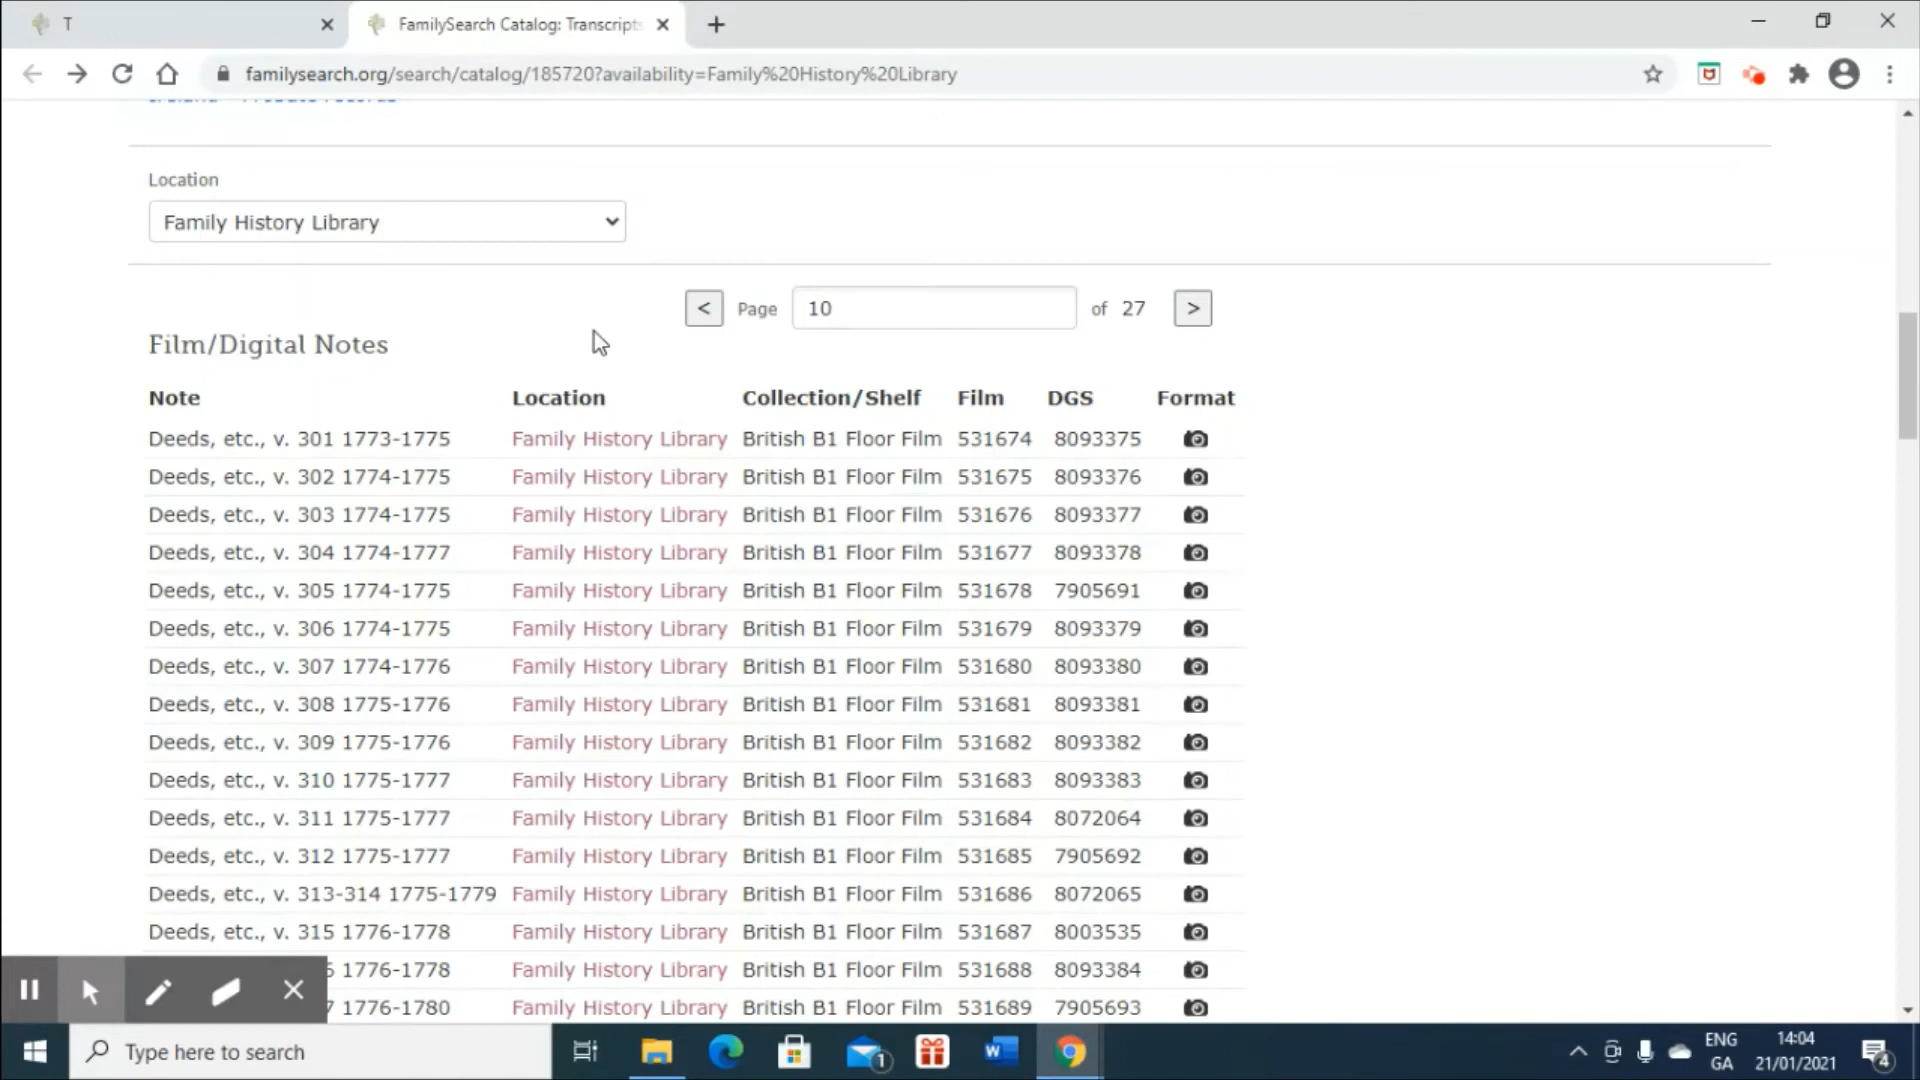 T
FamilySearch Catalog: Transcripts
familysearch.org/search/catalog/185720?availability=Family%20History%20Library
Location
Family History Library
< Page 10 of 27 >
Film/Digital Notes
Note Location Collection/Shelf Film DGS Format
Deeds, etc., v. 301 1773-1775 Family History Library British B1 Floor Film 531674 8093375
Deeds, etc., v. 302 1774-1775 Family History Library British B1 Floor Film 531675 8093376
Deeds, etc., v. 303 1774-1775 Family History Library British B1 Floor Film 531676 8093377
Deeds, etc., v. 304 1774-1777 Family History Library British B1 Floor Film 531677 8093378
Deeds, etc., v. 305 1774-1775 Family History Library British B1 Floor Film 531678 7905691
Deeds, etc., v. 306 1774-1775 Family History Library British B1 Floor Film 531679 8093379
Deeds, etc., v. 307 1774-1776 Family History Library British B1 Floor Film 531680 8093380
Deeds, etc., v. 308 1775-1776 Family History Library British B1 Floor Film 531681 8093381
Deeds, etc., v. 309 1775-1776 Family History Library British B1 Floor Film 531682 8093382
Deeds, etc., v. 310 1775-1777 Family History Library British B1 Floor Film 531683 8093383
Deeds, etc., v. 311 1775-1777 Family History Library British B1 Floor Film 531684 8072064
Deeds, etc., v. 312 1775-1777 Family History Library British B1 Floor Film 531685 7905692
Deeds, etc., v. 313-314 1775-1779 Family History Library British B1 Floor Film 531686 8072065
Deeds, etc., v. 315 1776-1778 Family History Library British B1 Floor Film 531687 8003535
1776-1778 Family History Library British B1 Floor Film 531688 8093384
1776-1780 Family History Library British B1 Floor Film 531689 7905693
Type here to search
1
W
ENG
GA
14:04
21/01/2021
4